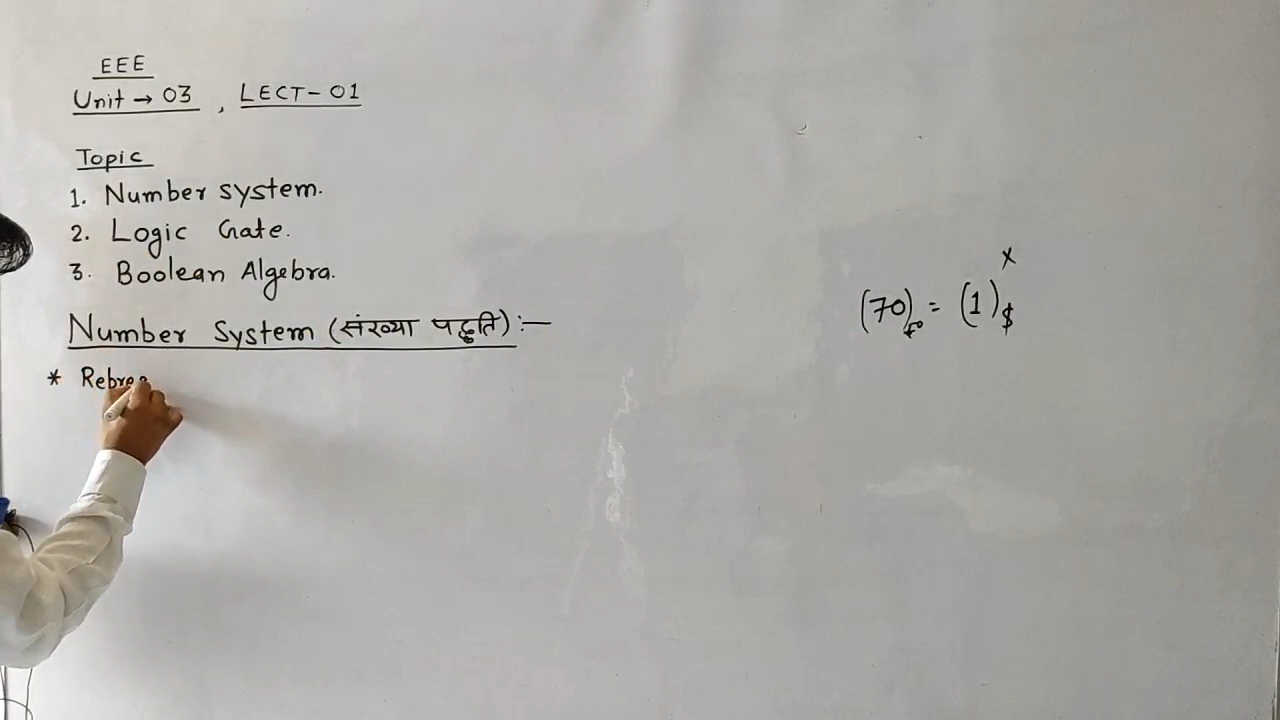 EEE
Unit → 03 , LECT - 01
Topic
1. Number system.
2. Logic Gate.
3. Boolean Algebra.
Number System (संख्या पद्धति) :—
* Rebre
x
(70) = (1)$